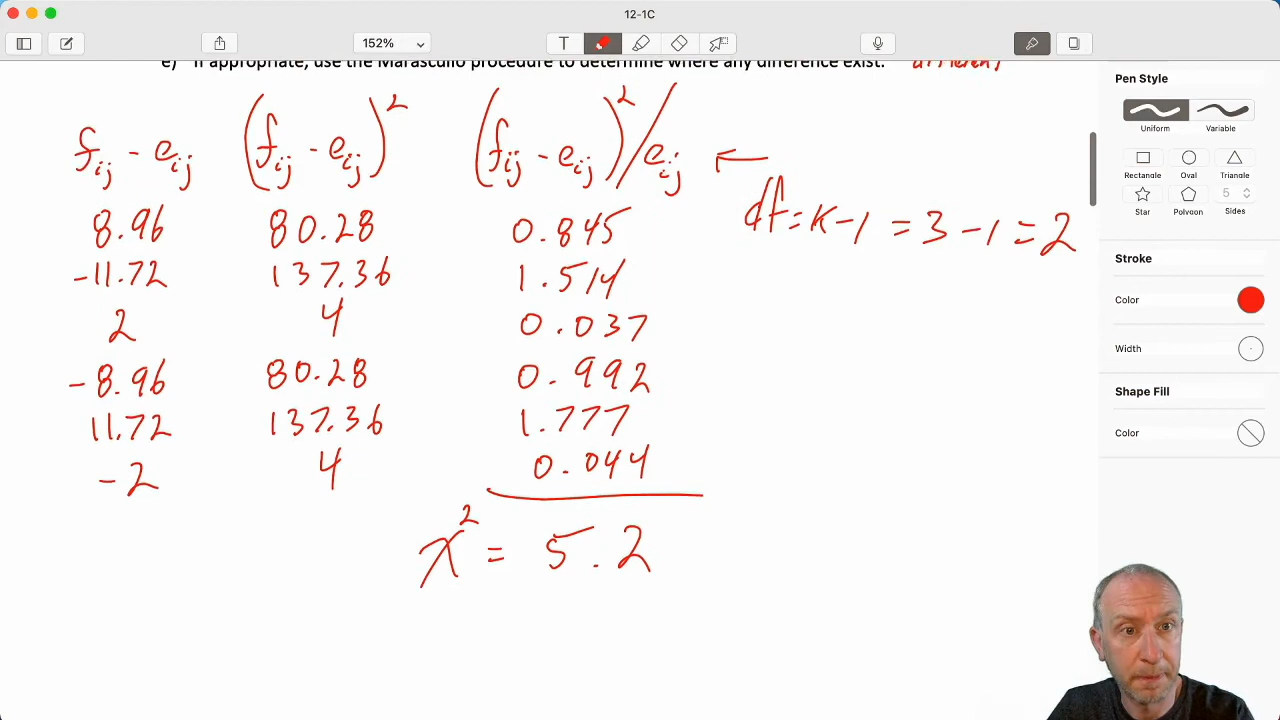 12-1C
152%
T
e) If appropriate, use the Marascuilo procedure to determine where any difference exist. different
f_ij - e_ij (f_ij - e_ij)^2 (f_ij - e_ij)^2/e_ij ←
df = K - 1 = 3 - 1 = 2
8.96 80.28 0.845
-11.72 137.36 1.514
2 4 0.037
-8.96 80.28 0.992
11.72 137.36 1.777
-2 4 0.044
χ^2 = 5.2
Pen Style
Uniform Variable
Rectangle Oval Triangle
Star Polygon 5 Sides
Stroke
Color
Width
Shape Fill
Color